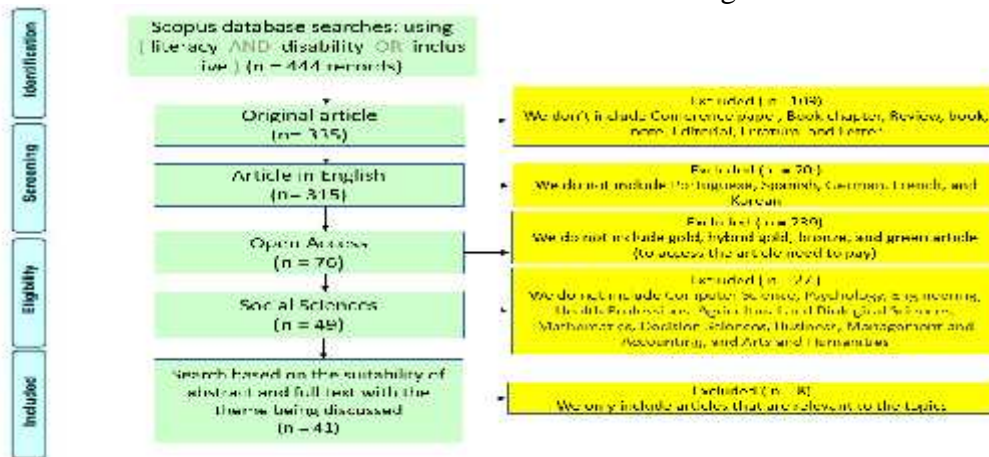 Identification
Scopus database searches: using
( literacy AND disability OR inclus
ive ) (n = 444 records)
Original article
(n= 335)
Excluded (n 109)
We don't include Conference paper, Book chapter, Review, book,
note, Editorial, Erratum, and Letter
Screening
Article in English
(n= 315)
Excluded (n = 20)
We do not include Portuguese, Spanish, German, French, and
Korean
Open Access
(n = 76)
Excluded (n = 239)
We do not include gold, hybrid gold, bronze, and green article
(to access the article need to pay)
Eligibility
Social Sciences
(n = 49)
Excluded (n 27)
We do not include Computer Science, Psychology, Engineering,
Health Professions, Agricultural and Biological Sciences,
Mathematics, Decision Sciences, Business, Management and
Accounting, and Arts and Humanities
Included
Search based on the suitability of
abstract and full text with the
theme being discussed
(n = 41)
Excluded (n 8)
We only include articles that are relevant to the topics